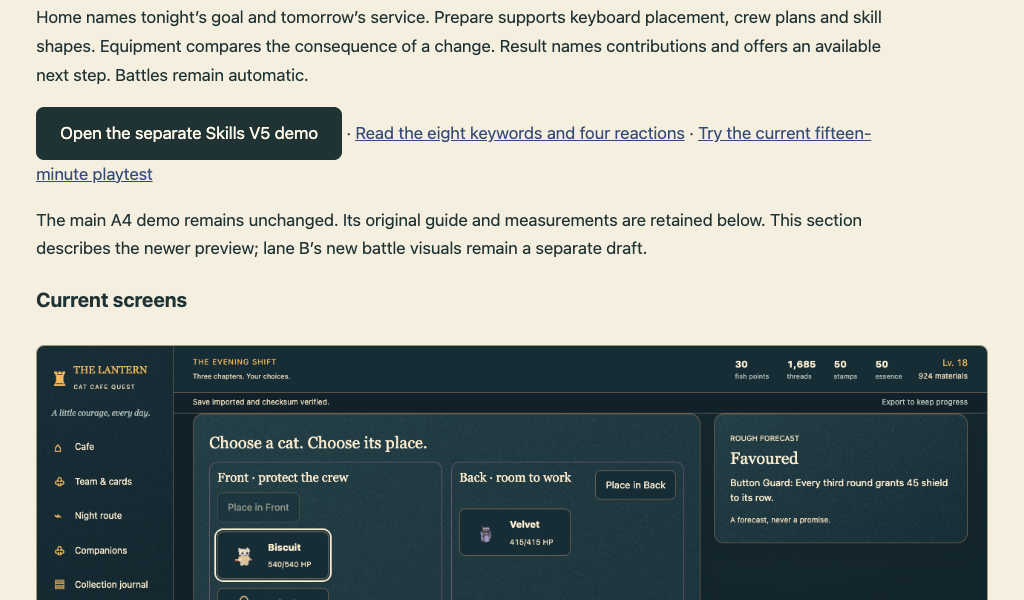 Home names tonight’s goal and tomorrow’s service. Prepare supports keyboard placement, crew plans and skill
shapes. Equipment compares the consequence of a change. Result names contributions and offers an available
next step. Battles remain automatic.
Open the separate Skills V5 demo · Read the eight keywords and four reactions · Try the current fifteen-
minute playtest
The main A4 demo remains unchanged. Its original guide and measurements are retained below. This section
describes the newer preview; lane B’s new battle visuals remain a separate draft.
Current screens
THE LANTERN
CAT CAFE QUEST
A little courage, every day.
Cafe
Team & cards
Night route
Companions
Collection journal
THE EVENING SHIFT
Three chapters. Your choices.
30
fish points
1,685
threads
50
stamps
50
essence
Lv. 18
924 materials
Save imported and checksum verified.
Export to keep progress
Choose a cat. Choose its place.
Front · protect the crew
Place in Front
Biscuit
540/540 HP
Back · room to work
Place in Back
Velvet
415/415 HP
ROUGH FORECAST
Favoured
Button Guard: Every third round grants 45 shield
to its row.
A forecast, never a promise.